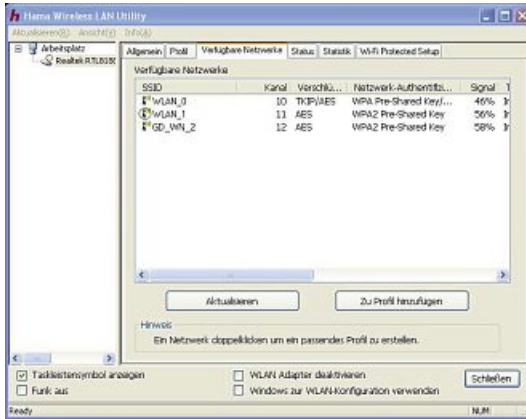 Hama Wireless LAN Utility
Aktualisieren(R) Ansicht(Y) Info(A)
Arbeitsplatz
Realtek RTL818
Allgemein Profil Verfügbare Netzwerke Status Statistik Wi-Fi Protected Setup
Verfügbare Netzwerke
SSID Kanal Verschlü... Netzwerk-Authentifizi... Signal T
WLAN_0 10 TKIP/AES WPA Pre-Shared Key/... 46% Ir
WLAN_1 11 AES WPA2 Pre-Shared Key 56% Ir
GD_WN_2 12 AES WPA2 Pre-Shared Key 58% Ir
Aktualisieren Zu Profil hinzufügen
Hinweis
Ein Netzwerk doppelklicken um ein passendes Profil zu erstellen.
Taskleistensymbol anzeigen WLAN Adapter deaktivieren
Funk aus Windows zur WLAN-Konfiguration verwenden
Schließen
Ready NUM